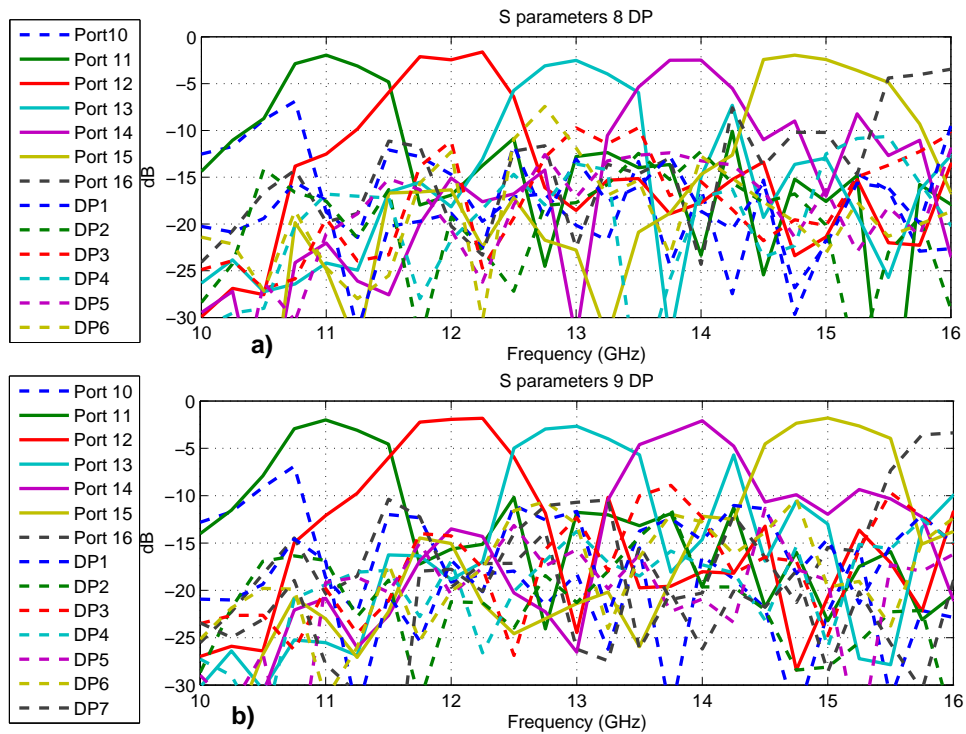 S parameters 8 DP
Port10
Port 11
Port 12
Port 13
Port 14
Port 15
Port 16
DP1
DP2
DP3
DP4
DP5
DP6
dB
0
−5
−10
−15
−20
−25
−30
10 11 12 13 14 15 16
a)
Frequency (GHz)
S parameters 9 DP
Port 10
Port 11
Port 12
Port 13
Port 14
Port 15
Port 16
DP1
DP2
DP3
DP4
DP5
DP6
DP7
dB
0
−5
−10
−15
−20
−25
−30
10 11 12 13 14 15 16
b)
Frequency (GHz)